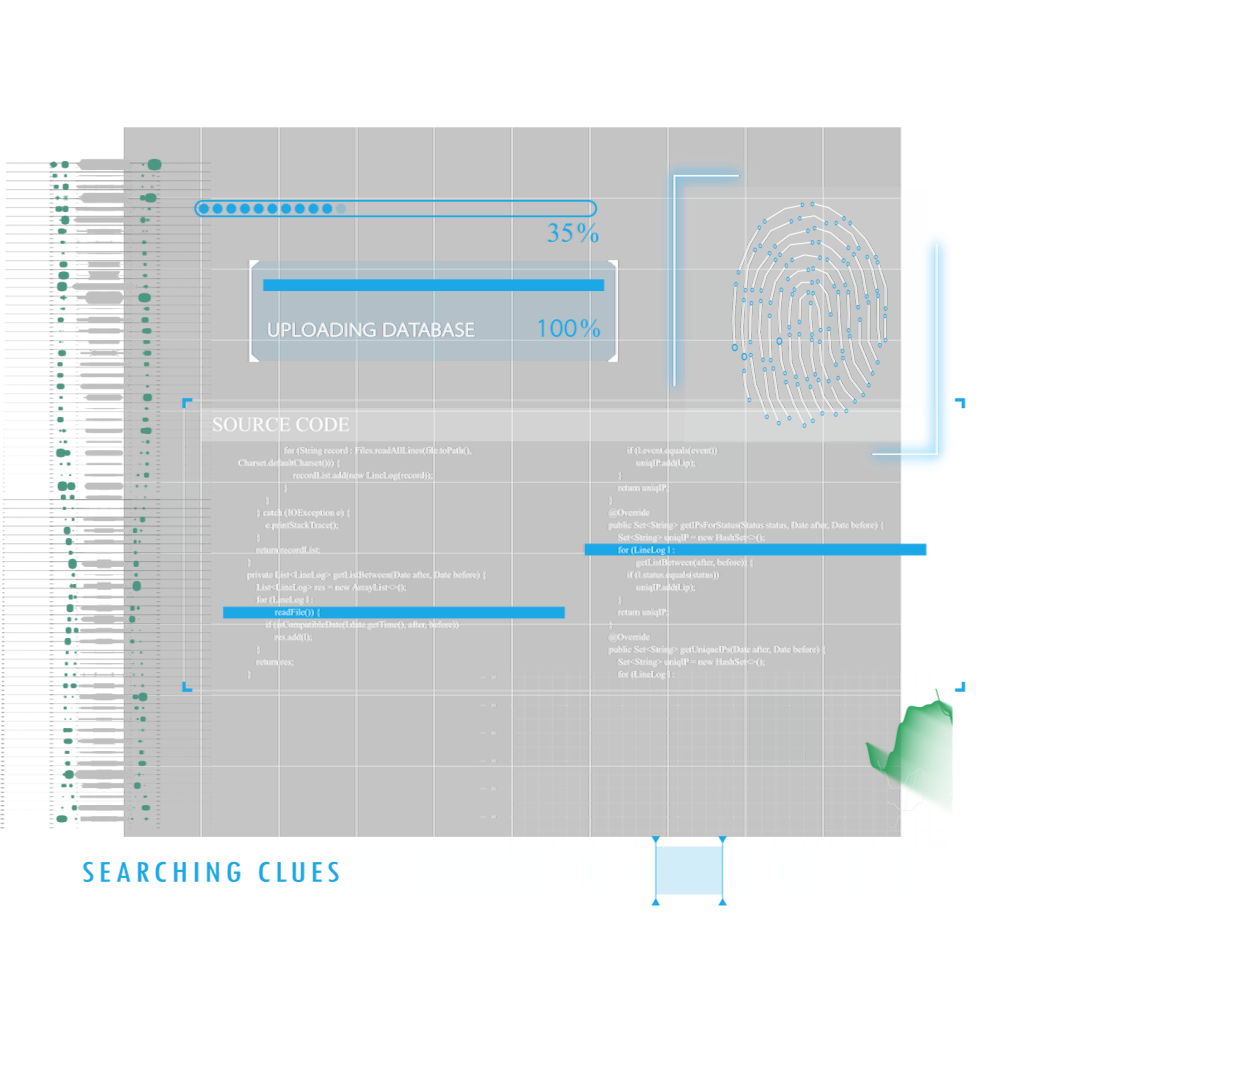 35%
UPLOADING DATABASE 100%
SOURCE CODE
for (String record : Files.readAllLines(file.toPath(),
Charset.defaultCharset())) {
recordList.add(new LineLog(record));
}
}
} catch (IOException e) {
e.printStackTrace();
}
return recordList;
}
private List<LineLog> getListBetween(Date after, Date before) {
List<LineLog> res = new ArrayList<>();
for (LineLog l :
readFile()) {
if (isCompatibleDate(l.date.getTime(), after, before))
res.add(l);
}
return res;
}
if (l.event.equals(event))
uniqIP.add(l.ip);
}
return uniqIP;
}
@Override
public Set<String> getIPsForStatus(Status status, Date after, Date before) {
Set<String> uniqIP = new HashSet<>();
for (LineLog l :
getListBetween(after, before)) {
if (l.status.equals(status))
uniqIP.add(l.ip);
}
return uniqIP;
}
@Override
public Set<String> getUniqueIPs(Date after, Date before) {
Set<String> uniqIP = new HashSet<>();
for (LineLog l :
SEARCHING CLUES